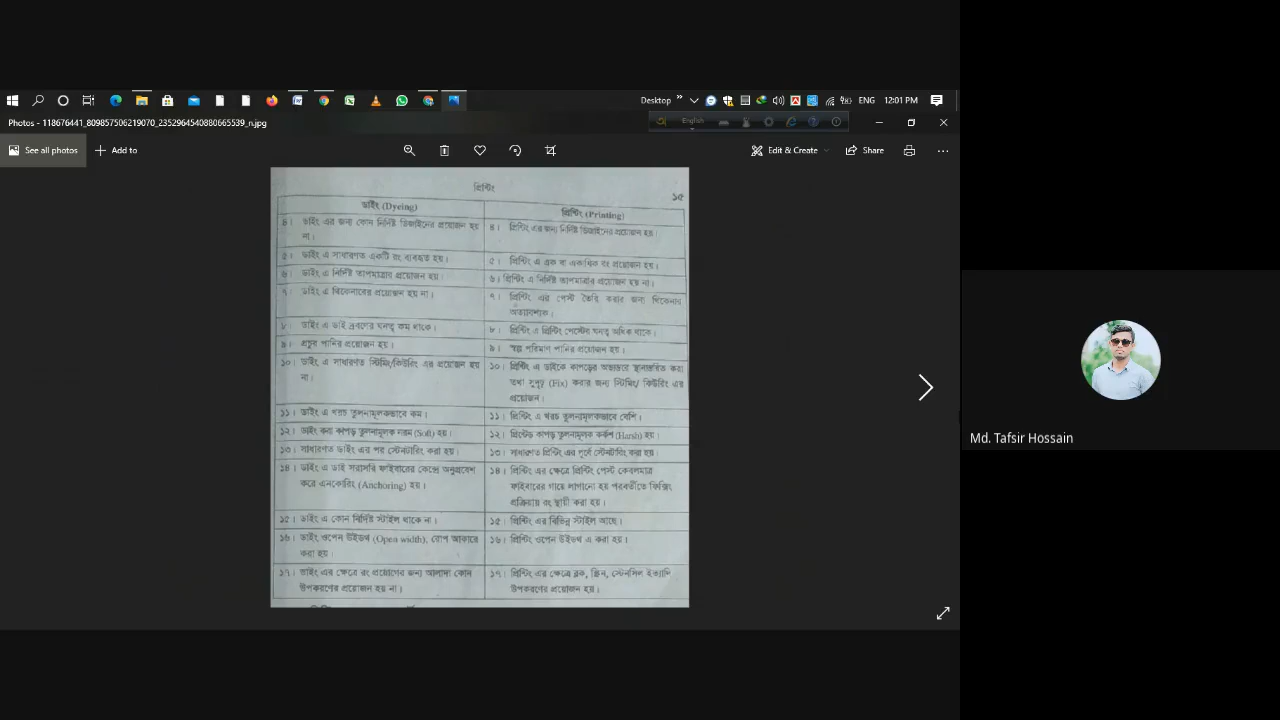 Desktop
ENG
12:01 PM
Photos - 118676441_809857506219070_2352964540880665539_n.jpg
English
See all photos
Add to
Edit & Create
Share
প্রিন্টিং
১৫
ডাইং (Dyeing)
প্রিন্টিং (Printing)
৪। ডাইং এর জন্য কোন নির্দিষ্ট ডিজাইনের প্রয়োজন হয়
না।
৪। প্রিন্টিং এর জন্য নির্দিষ্ট ডিজাইনের প্রয়োজন হয়।
৫। ডাইং এ সাধারণত একটি রং ব্যবহৃত হয়।
৫। প্রিন্টিং এ এক বা একাধিক রং প্রয়োজন হয়।
৬। ডাইং এ নির্দিষ্ট তাপমাত্রার প্রয়োজন হয়।
৬। প্রিন্টিং এ নির্দিষ্ট তাপমাত্রার প্রয়োজন হয় না।
৭। ডাইং এ থিকেনারের প্রয়োজন হয় না।
৭। প্রিন্টিং এর পেস্ট তৈরি করার জন্য থিকেনার
অত্যাবশ্যক।
৮। ডাইং এ ডাই দ্রবণের ঘনত্ব কম থাকে।
৮। প্রিন্টিং এ প্রিন্টিং পেস্টের ঘনত্ব অধিক থাকে।
৯। প্রচুর পানির প্রয়োজন হয়।
৯। স্বল্প পরিমাণ পানির প্রয়োজন হয়।
১০। ডাইং এ সাধারণত স্টিমিং/কিউরিং এর প্রয়োজন হয়
না।
১০। প্রিন্টিং এ ডাইকে কাপড়ের অভ্যন্তরে স্থানান্তরিত করা
তথা সুদৃঢ় (Fix) করার জন্য স্টিমিং/ কিউরিং এর
প্রয়োজন।
১১। ডাইং এ খরচ তুলনামূলকভাবে কম।
১১। প্রিন্টিং এ খরচ তুলনামূলকভাবে বেশি।
১২। ডাইং করা কাপড় তুলনামূলক নরম (Soft) হয়।
১২। প্রিন্টেড কাপড় তুলনামূলক কর্কশ (Harsh) হয়।
১৩। সাধারণত ডাইং এর পর স্টেনটারিং করা হয়।
১৩। সাধারণত প্রিন্টিং এর পূর্বে স্টেনটারিং করা হয়।
১৪। ডাইং এ ডাই সরাসরি ফাইবারের কেন্দ্রে অনুপ্রবেশ
করে এনকোরিং (Anchoring) হয়।
১৪। প্রিন্টিং এর ক্ষেত্রে প্রিন্টিং পেস্ট কেবলমাত্র
ফাইবারের গায়ে লাগানো হয় পরবর্তীতে ফিক্সিং
প্রক্রিয়ায় রং স্থায়ী করা হয়।
১৫। ডাইং এ কোন নির্দিষ্ট স্টাইল থাকে না।
১৫। প্রিন্টিং এর বিভিন্ন স্টাইল আছে।
১৬। ডাইং ওপেন উইডথ (Open width), রোপ আকারে
করা হয়।
১৬। প্রিন্টিং ওপেন উইডথ এ করা হয়।
১৭। ডাইং এর ক্ষেত্রে রং প্রয়োগের জন্য আলাদা কোন
উপকরণের প্রয়োজন হয় না।
১৭। প্রিন্টিং এর ক্ষেত্রে ব্লক, স্ক্রিন, স্টেনসিল ইত্যাদি
উপকরণের প্রয়োজন হয়।
Md. Tafsir Hossain